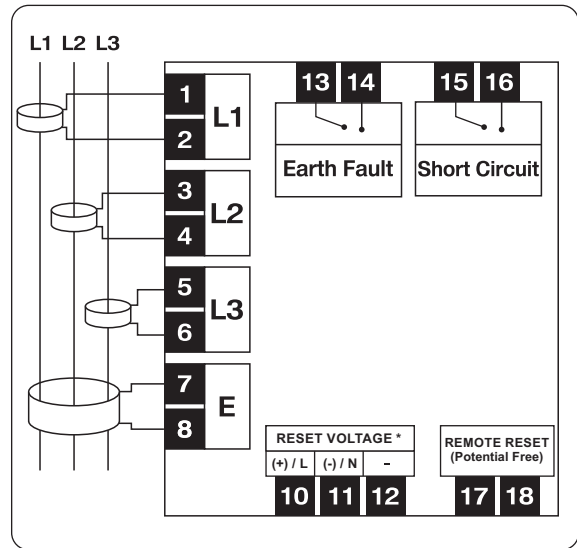 L1 L2 L3
13 14
15 16
1
L1
2
Earth Fault
Short Circuit
3
L2
4
5
L3
6
7
E
8
RESET VOLTAGE *
(+) / L
(-) / N
–
REMOTE RESET
(Potential Free)
10 11 12
17 18